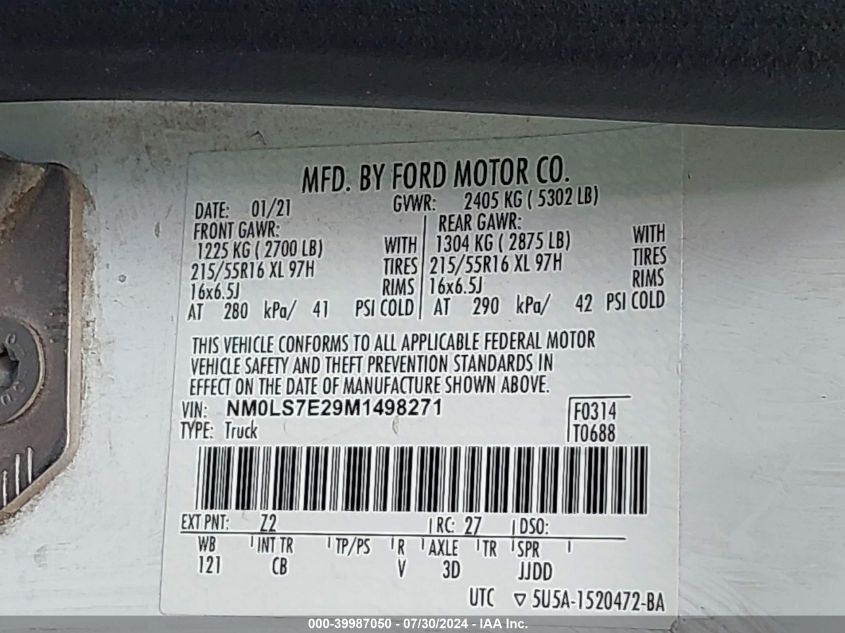 MFD. BY FORD MOTOR CO.
DATE: 01/21 GVWR: 2405 KG ( 5302 LB)
FRONT GAWR: REAR GAWR:
1225 KG ( 2700 LB) WITH 1304 KG ( 2875 LB) WITH
215/55R16 XL 97H TIRES 215/55R16 XL 97H TIRES
16x6.5J RIMS 16x6.5J RIMS
AT 280 kPa/ 41 PSI COLD AT 290 kPa/ 42 PSI COLD
THIS VEHICLE CONFORMS TO ALL APPLICABLE FEDERAL MOTOR
VEHICLE SAFETY AND THEFT PREVENTION STANDARDS IN
EFFECT ON THE DATE OF MANUFACTURE SHOWN ABOVE.
VIN: NM0LS7E29M1498271 F0314
TYPE: Truck T0688
EXT PNT: Z2 RC: 27 DSO:
WB INT TR TP/PS R AXLE TR SPR
121 CB V 3D JJDD
UTC ▽ 5U5A-1520472-BA
000-39987050 / 07/30/2024 - IAA Inc.